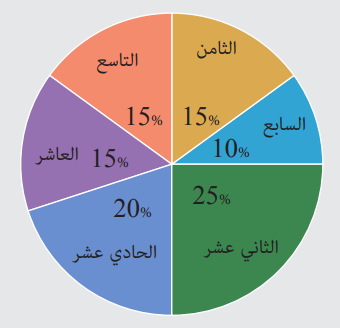 الثامن
15%
السابع
10%
الثاني عشر
25%
الحادي عشر
20%
العاشر
15%
التاسع
15%